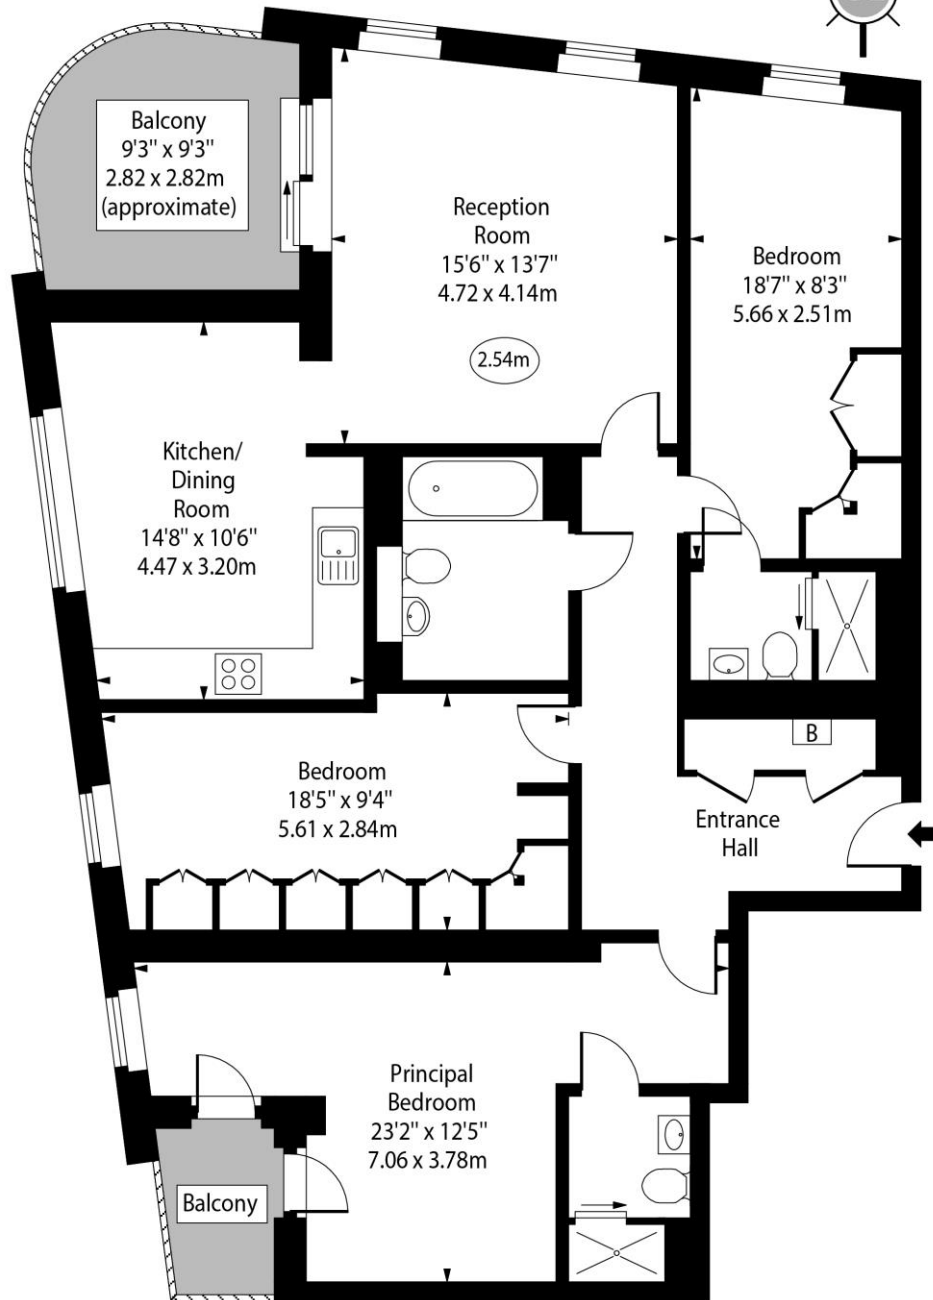 Balcony
9'3" x 9'3"
2.82 x 2.82m
(approximate)
Reception
Room
15'6" x 13'7"
4.72 x 4.14m
2.54m
Bedroom
18'7" x 8'3"
5.66 x 2.51m
Kitchen/
Dining
Room
14'8" x 10'6"
4.47 x 3.20m
B
Bedroom
18'5" x 9'4"
5.61 x 2.84m
Entrance
Hall
Principal
Bedroom
23'2" x 12'5"
7.06 x 3.78m
Balcony